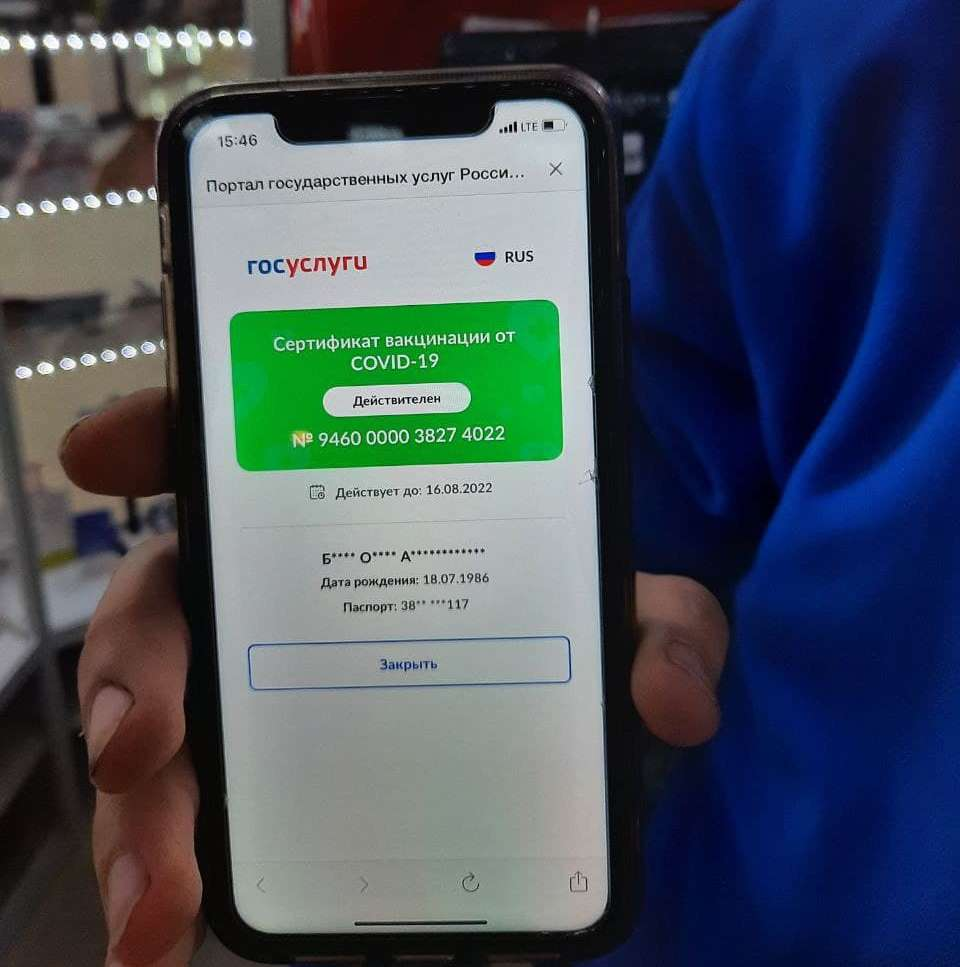 15:46
LTE
Портал государственных услуг Росси...
госуслуги
RUS
Сертификат вакцинации от
COVID-19
Действителен
№ 9460 0000 3827 4022
Действует до: 16.08.2022
Б**** О**** А************
Дата рождения: 18.07.1986
Паспорт: 38** ***117
Закрыть